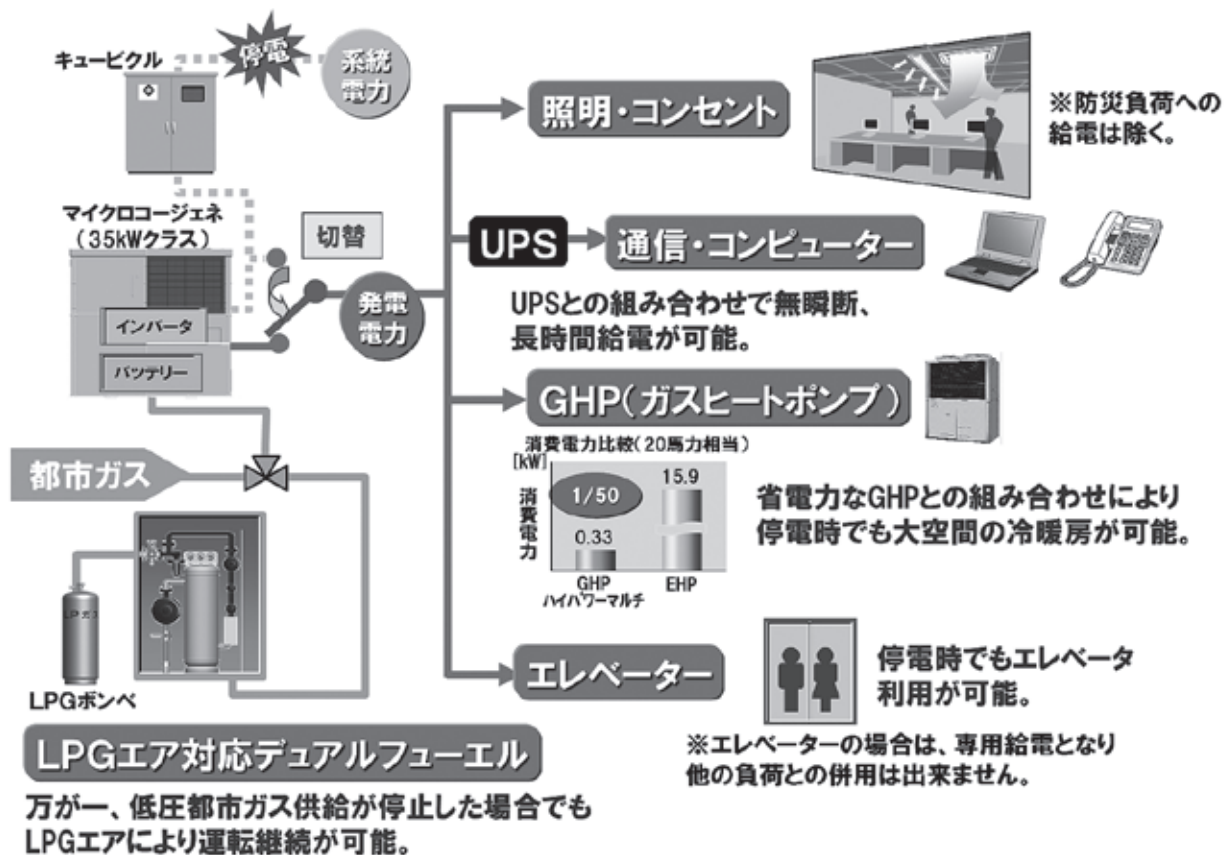 キュービクル
停電
系統
電力
マイクロコージェネ
（35kWクラス）
インバータ
バッテリー
切替
発電
電力
都市ガス
LPガス
LPGボンベ
LPGエア対応デュアルフューエル
万が一、低圧都市ガス供給が停止した場合でも
LPGエアにより運転継続が可能。
照明・コンセント
※防災負荷への
給電は除く。
UPS
通信・コンピューター
UPSとの組み合わせで無瞬断、
長時間給電が可能。
GHP（ガスヒートポンプ）
消費電力比較（20馬力相当）
[kW]
消費電力
1/50
0.33
15.9
GHP
ハイパワーマルチ
EHP
省電力なGHPとの組み合わせにより
停電時でも大空間の冷暖房が可能。
エレベーター
停電時でもエレベータ
利用が可能。
※エレベーターの場合は、専用給電となり
他の負荷との併用は出来ません。